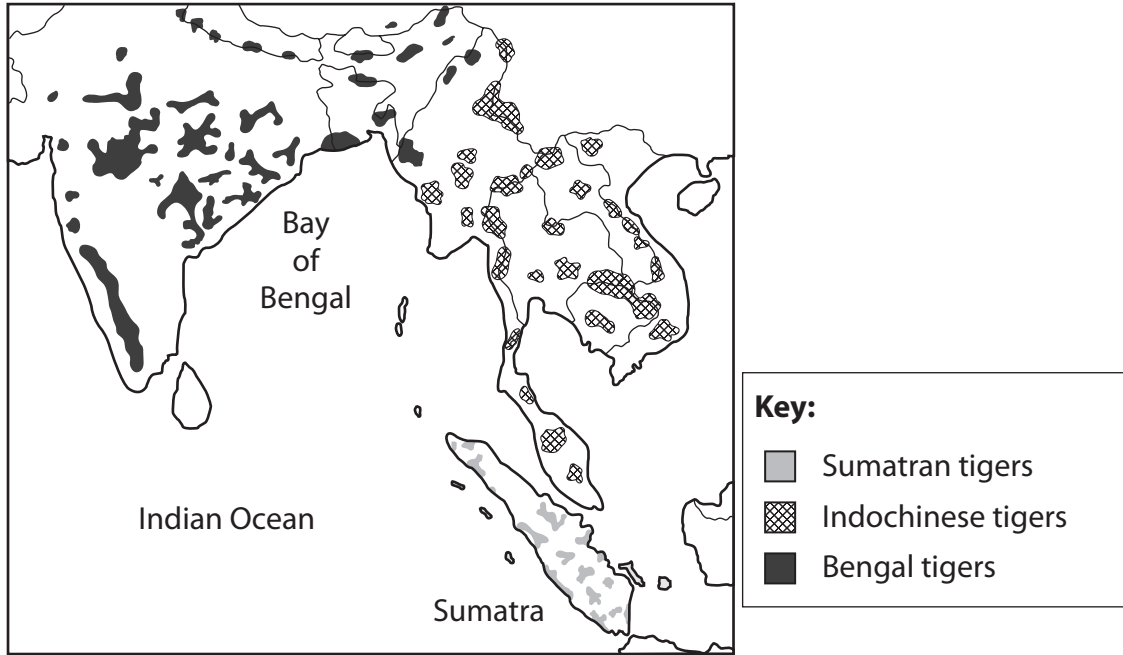 Bay
of
Bengal
Indian Ocean
Sumatra
Key:
Sumatran tigers
Indochinese tigers
Bengal tigers